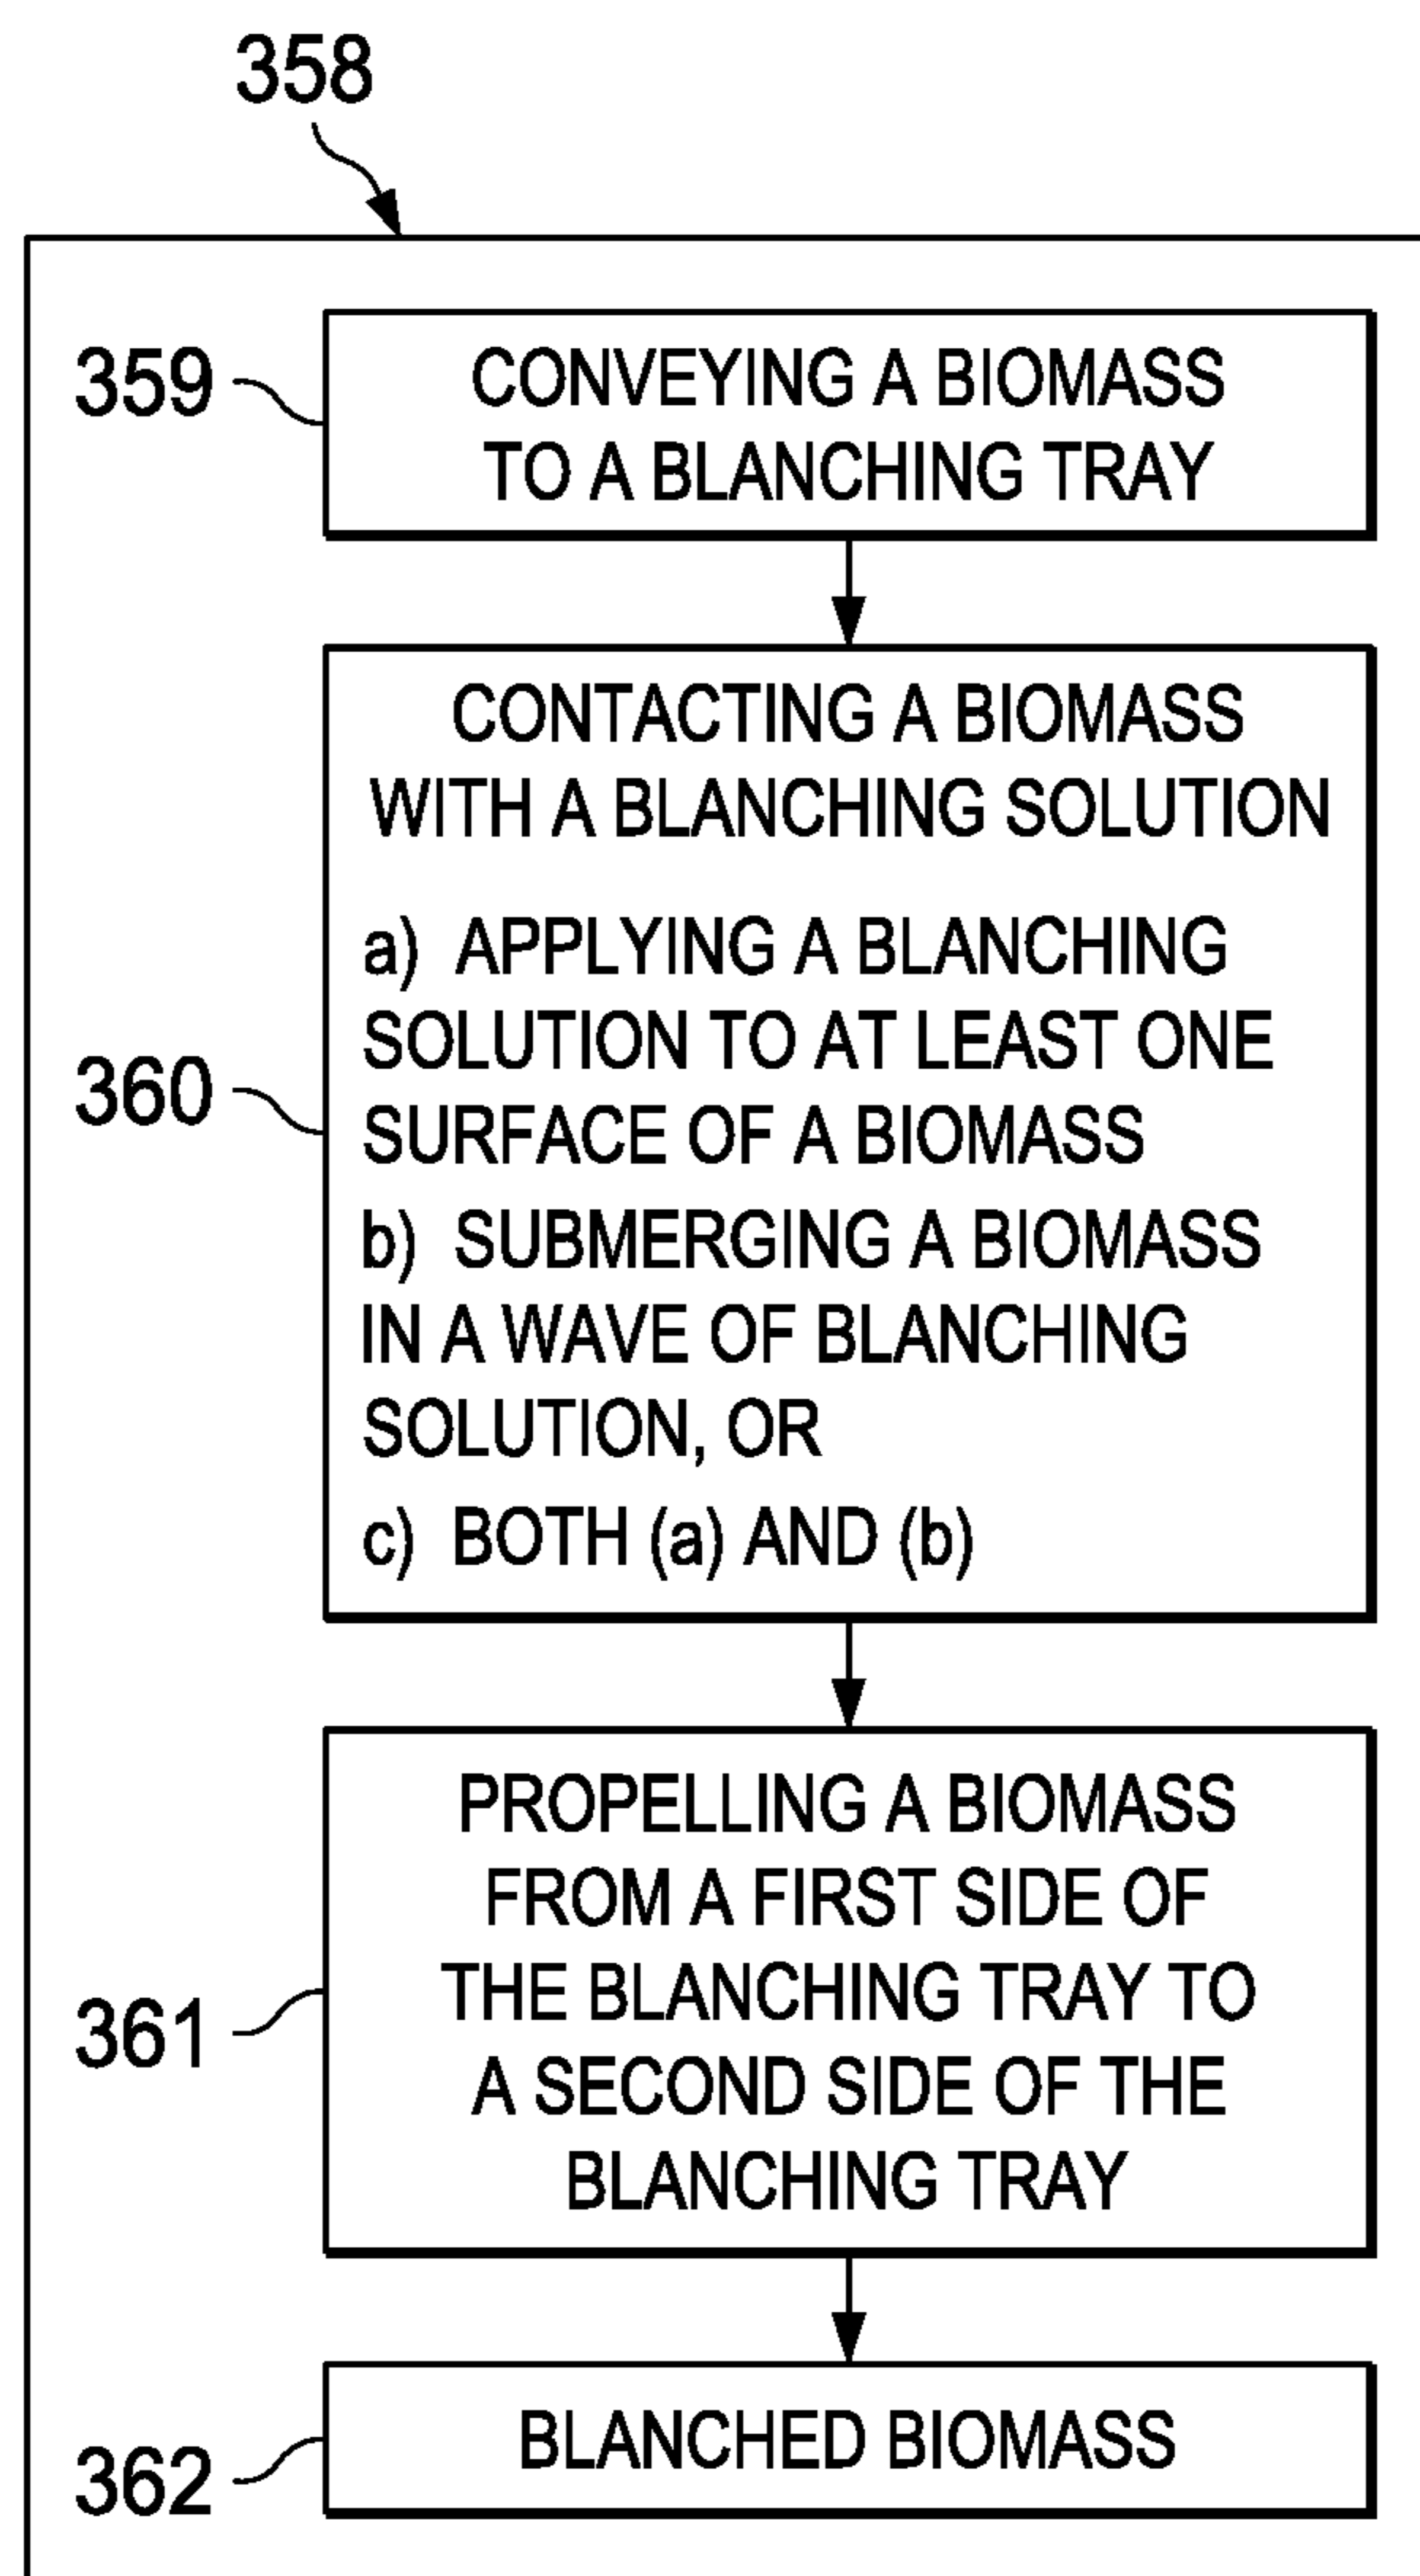 358
359
CONVEYING A BIOMASS
TO A BLANCHING TRAY
360
CONTACTING A BIOMASS
WITH A BLANCHING SOLUTION
a) APPLYING A BLANCHING
SOLUTION TO AT LEAST ONE
SURFACE OF A BIOMASS
b) SUBMERGING A BIOMASS
IN A WAVE OF BLANCHING
SOLUTION, OR
c) BOTH (a) AND (b)
361
PROPELLING A BIOMASS
FROM A FIRST SIDE OF
THE BLANCHING TRAY TO
A SECOND SIDE OF THE
BLANCHING TRAY
362
BLANCHED BIOMASS